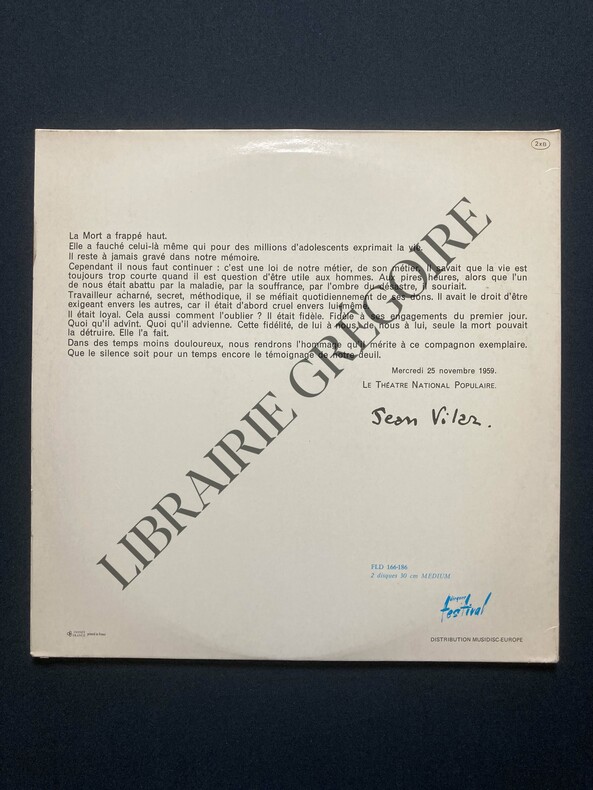 2 x D
La Mort a frappé haut.
Elle a fauché celui-là même qui pour des millions d'adolescents exprimait la vie.
Il reste à jamais gravé dans notre mémoire.
Cependant il nous faut continuer : c'est une loi de notre métier, de son métier. Il savait que la vie est
toujours trop courte quand il est question d'être utile aux hommes. Aux pires heures, alors que l'un
de nous était abattu par la maladie, par la souffrance, par l'ombre du désastre, il souriait.
Travailleur acharné, secret, méthodique, il se méfiait quotidiennement de ses dons. Il avait le droit d'être
exigeant envers les autres, car il était d'abord cruel envers lui-même.
Il était loyal. Cela aussi comment l'oublier ? Il était fidèle. Fidèle à ses engagements du premier jour.
Quoi qu'il advînt. Quoi qu'il advienne. Cette fidélité, de lui à nous, de nous à lui, seule la mort pouvait
la détruire. Elle l'a fait.
Dans des temps moins douloureux, nous rendrons l'hommage qu'il mérite à ce compagnon exemplaire.
Que le silence soit pour un temps encore le témoignage de notre deuil.
Mercredi 25 novembre 1959.
LE THÉATRE NATIONAL POPULAIRE.
Jean Vilar.
LIBRAIRIE GRÉGOIRE
FLD 166-186
2 disques 30 cm MEDIUM
disques
festival
DISTRIBUTION MUSIDISC-EUROPE